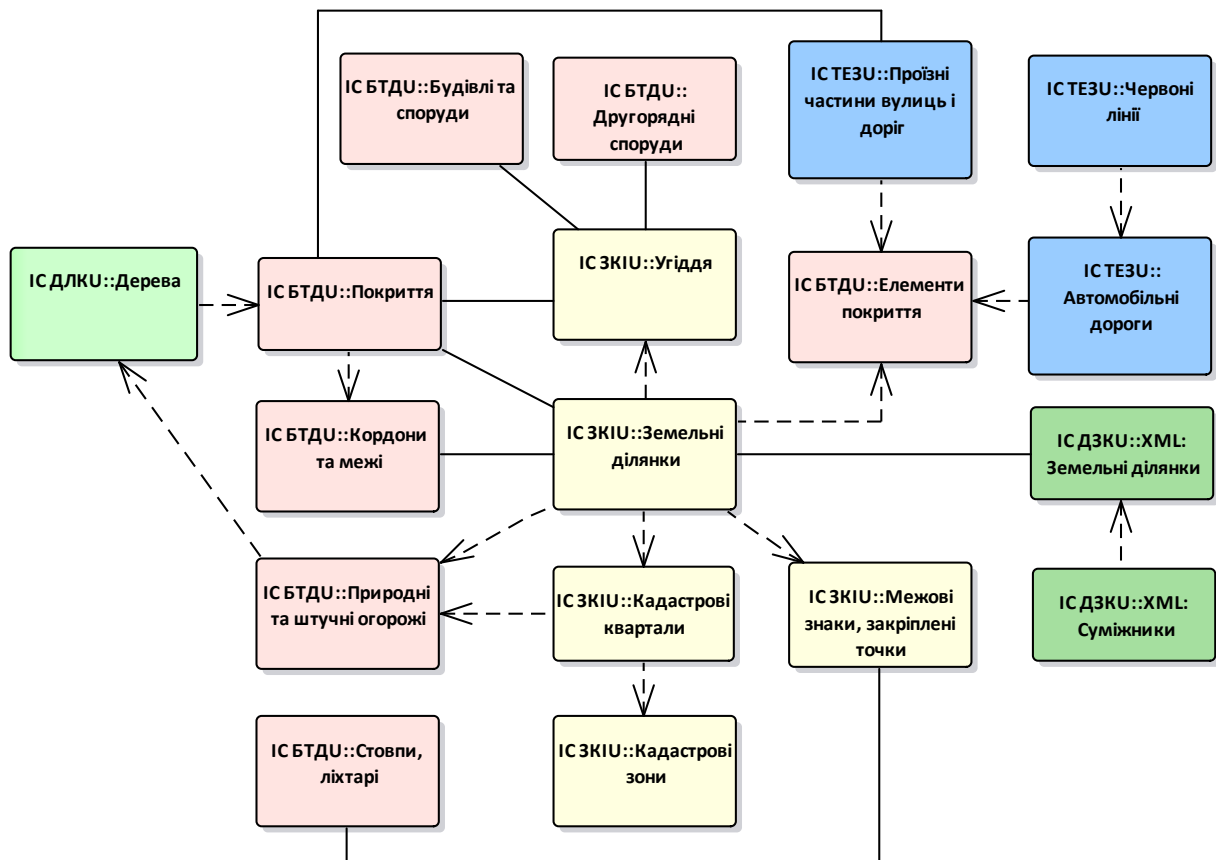 ІС БТДU::Будівлі та
споруди
ІС БТДU::
Другорядні
споруди
ІС ТЕЗU::Проїзні
частини вулиць і
доріг
ІС ТЕЗU::Червоні
лінії
ІС ДЛКU::Дерева
ІС БТДU::Покриття
ІС ЗКІU::Угіддя
ІС БТДU::Елементи
покриття
ІС ТЕЗU::
Автомобільні
дороги
ІС БТДU::Кордони
та межі
ІС ЗКІU::Земельні
ділянки
ІС ДЗКU::XML:
Земельні ділянки
ІС БТДU::Природні
та штучні огорожі
ІС ЗКІU::Кадастрові
квартали
ІС ЗКІU::Межові
знаки, закріплені
точки
ІС ДЗКU::XML:
Суміжники
ІС БТДU::Стовпи,
ліхтарі
ІС ЗКІU::Кадастрові
зони